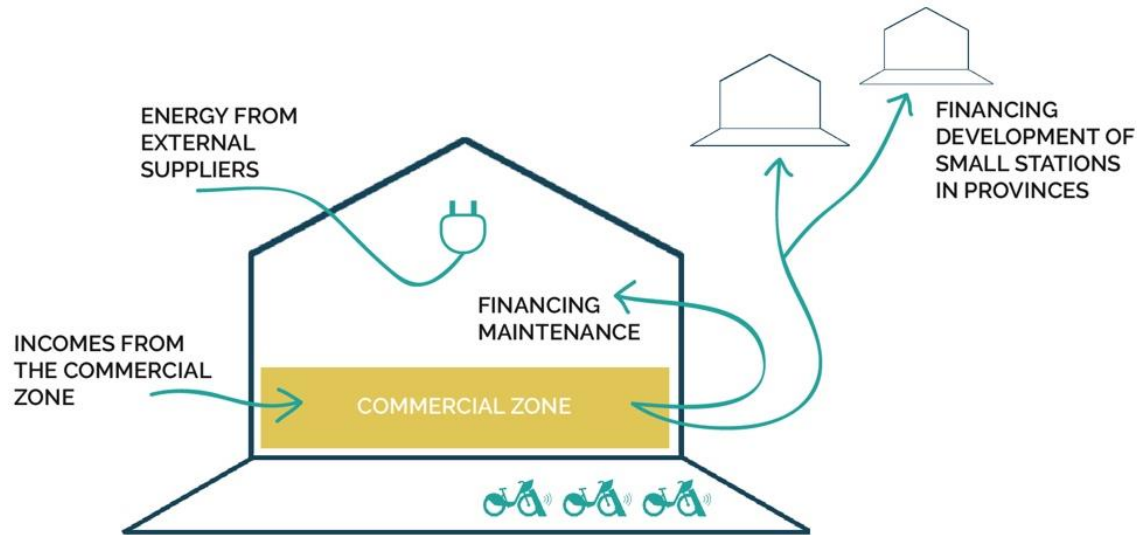 ENERGY FROM
EXTERNAL
SUPPLIERS
FINANCING
DEVELOPMENT OF
SMALL STATIONS
IN PROVINCES
FINANCING
MAINTENANCE
INCOMES FROM
THE COMMERCIAL
ZONE
COMMERCIAL ZONE